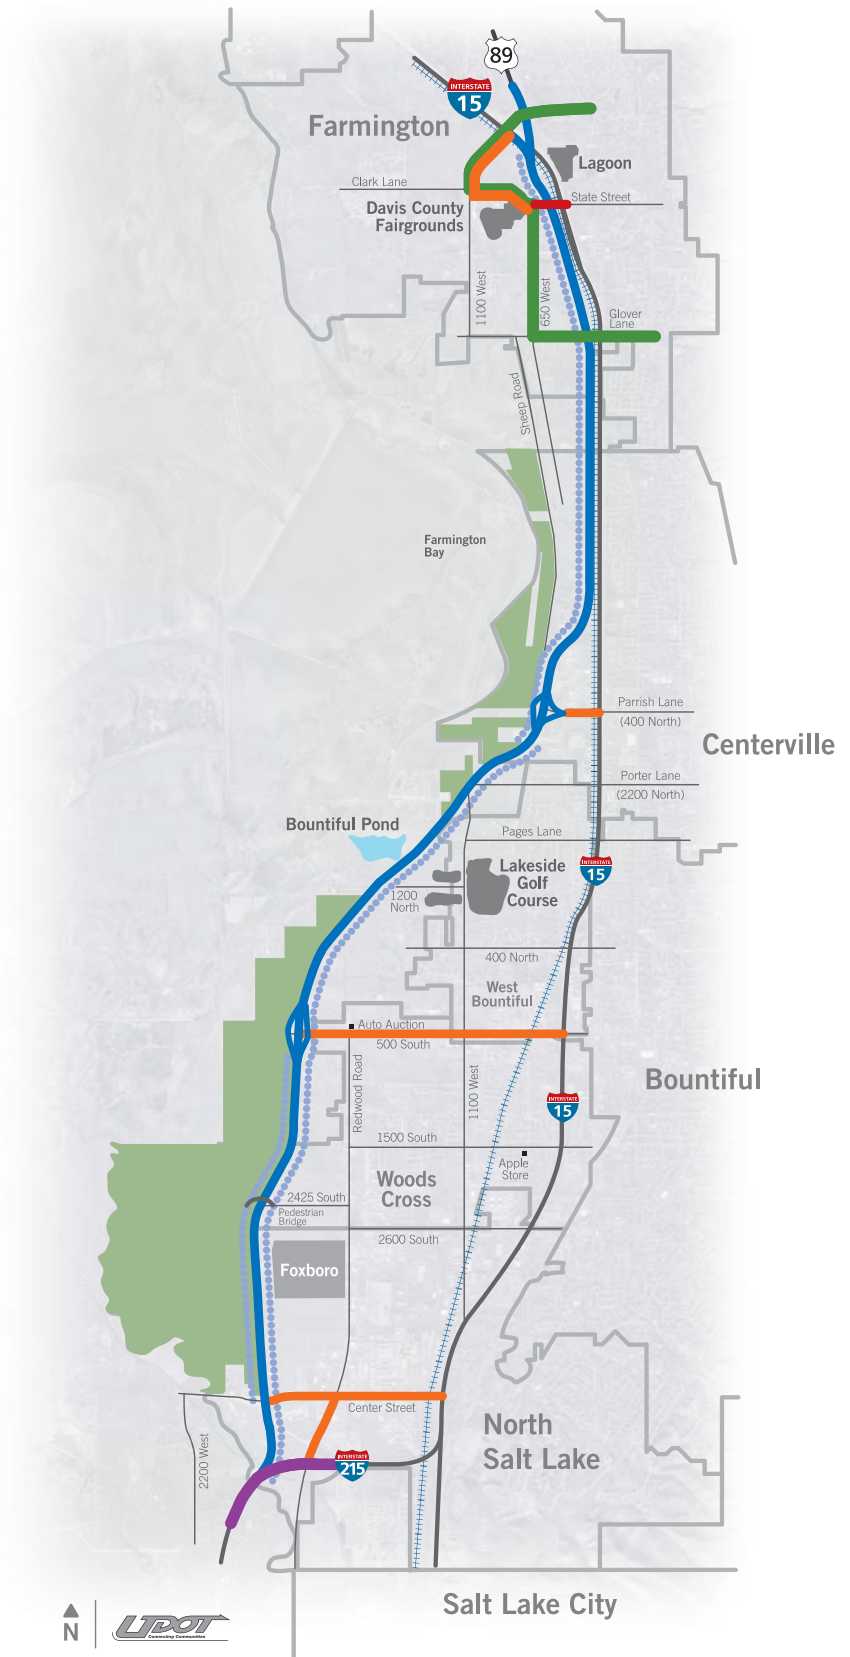 89
INTERSTATE
15
Farmington
Lagoon
Clark Lane
State Street
Davis County
Fairgrounds
1100 West
650 West
Glover
Lane
Sheep Road
Farmington
Bay
Parrish Lane
(400 North)
Centerville
Porter Lane
(2200 North)
Bountiful Pond
Pages Lane
Lakeside
Golf
Course
INTERSTATE
15
1200
North
400 North
West
Bountiful
Auto Auction
500 South
Redwood Road
1100 West
Bountiful
INTERSTATE
15
1500 South
Apple
Store
Woods
Cross
2425 South
Pedestrian
Bridge
2600 South
Foxboro
Center Street
North
Salt Lake
2200 West
INTERSTATE
215
Salt Lake City
N
UDOT
Connecting Communities